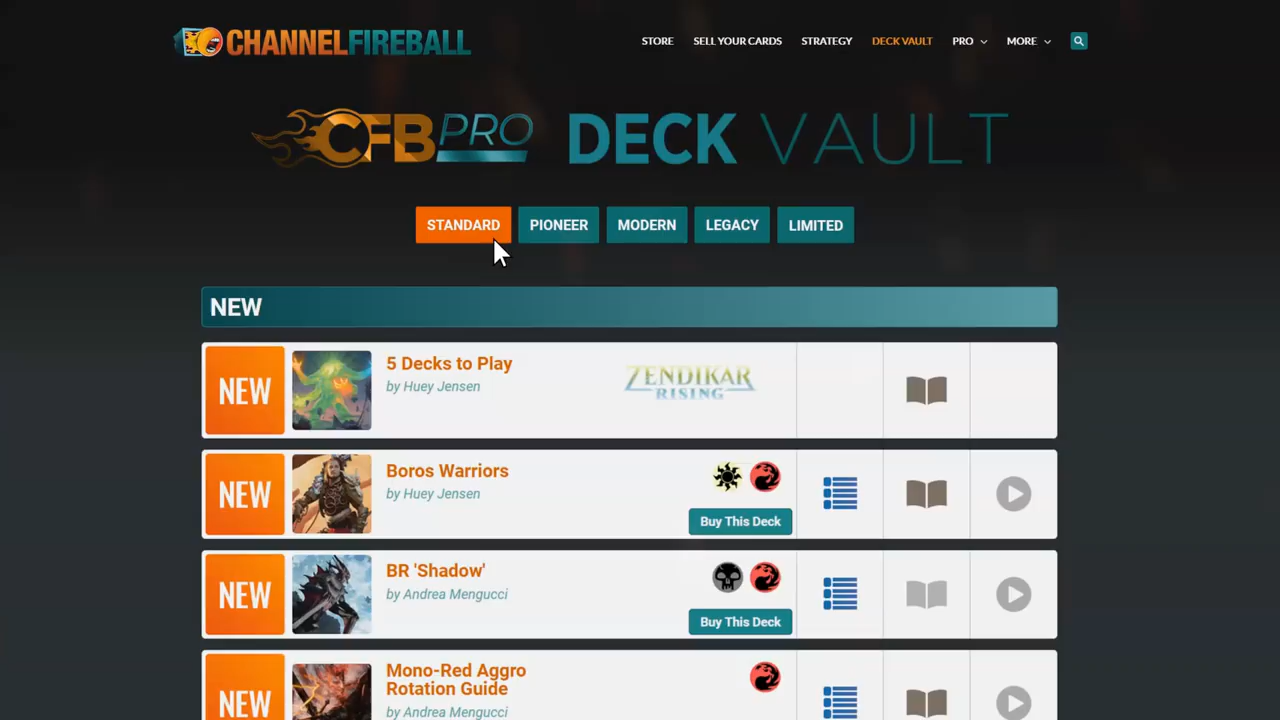 CHANNELFIREBALL
STORE SELL YOUR CARDS STRATEGY DECK VAULT PRO MORE
CFB PRO DECK VAULT
STANDARD PIONEER MODERN LEGACY LIMITED
NEW
NEW
5 Decks to Play
by Huey Jensen
ZENDIKAR
RISING
NEW
Boros Warriors
by Huey Jensen
Buy This Deck
NEW
BR 'Shadow'
by Andrea Mengucci
Buy This Deck
NEW
Mono-Red Aggro
Rotation Guide
by Andrea Mengucci